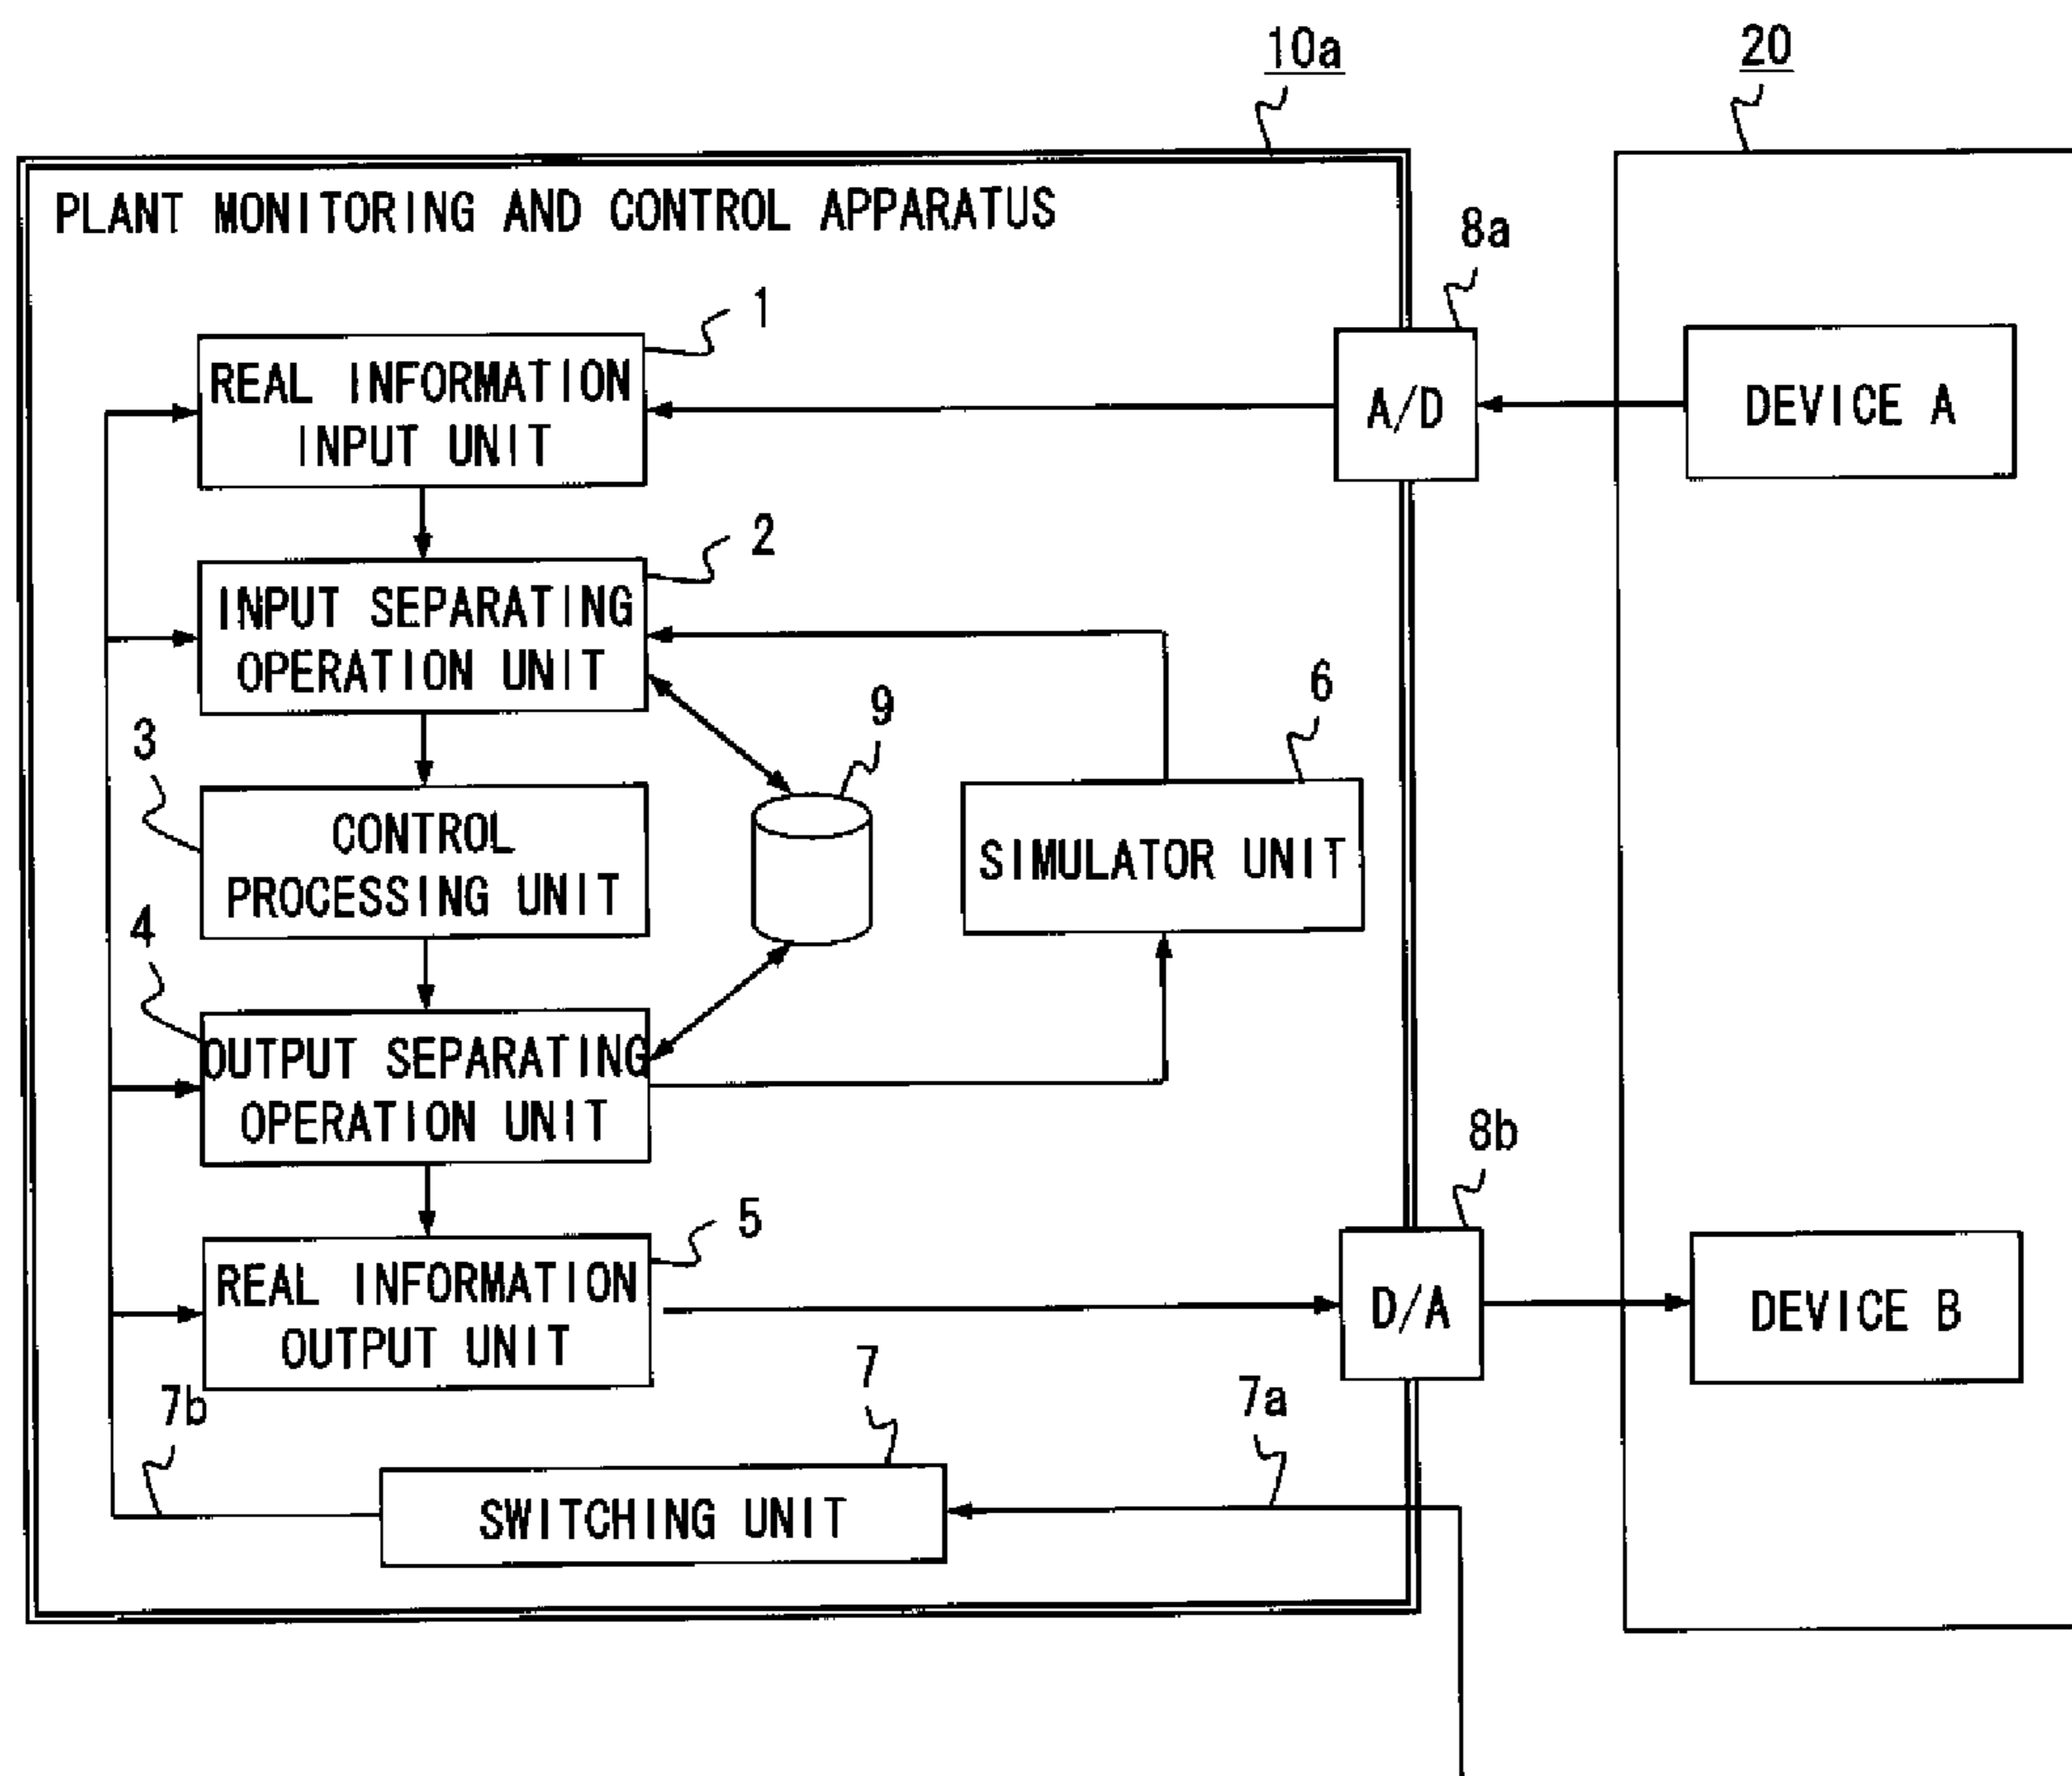 10a
20
PLANT MONITORING AND CONTROL APPARATUS
8a
1
REAL INFORMATION
INPUT UNIT
A/D
DEVICE A
2
INPUT SEPARATING
OPERATION UNIT
6
9
3
CONTROL
PROCESSING UNIT
SIMULATOR UNIT
4
OUTPUT SEPARATING
OPERATION UNIT
8b
5
REAL INFORMATION
OUTPUT UNIT
D/A
DEVICE B
7
7a
7b
SWITCHING UNIT